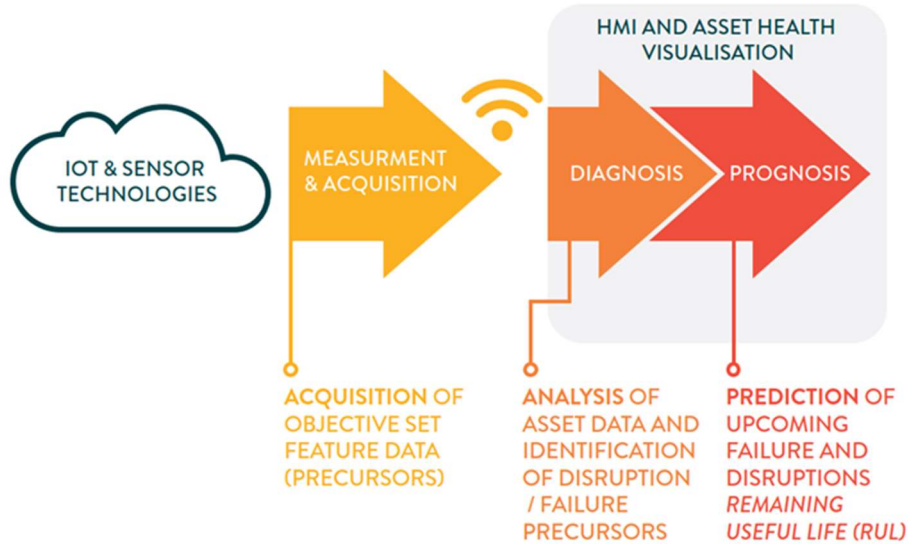 HMI AND ASSET HEALTH
VISUALISATION
IOT & SENSOR
TECHNOLOGIES
MEASURMENT
& ACQUISITION
DIAGNOSIS
PROGNOSIS
ACQUISITION OF
OBJECTIVE SET
FEATURE DATA
(PRECURSORS)
ANALYSIS OF
ASSET DATA AND
IDENTIFICATION
OF DISRUPTION
/ FAILURE
PRECURSORS
PREDICTION OF
UPCOMING
FAILURE AND
DISRUPTIONS
REMAINING
USEFUL LIFE (RUL)